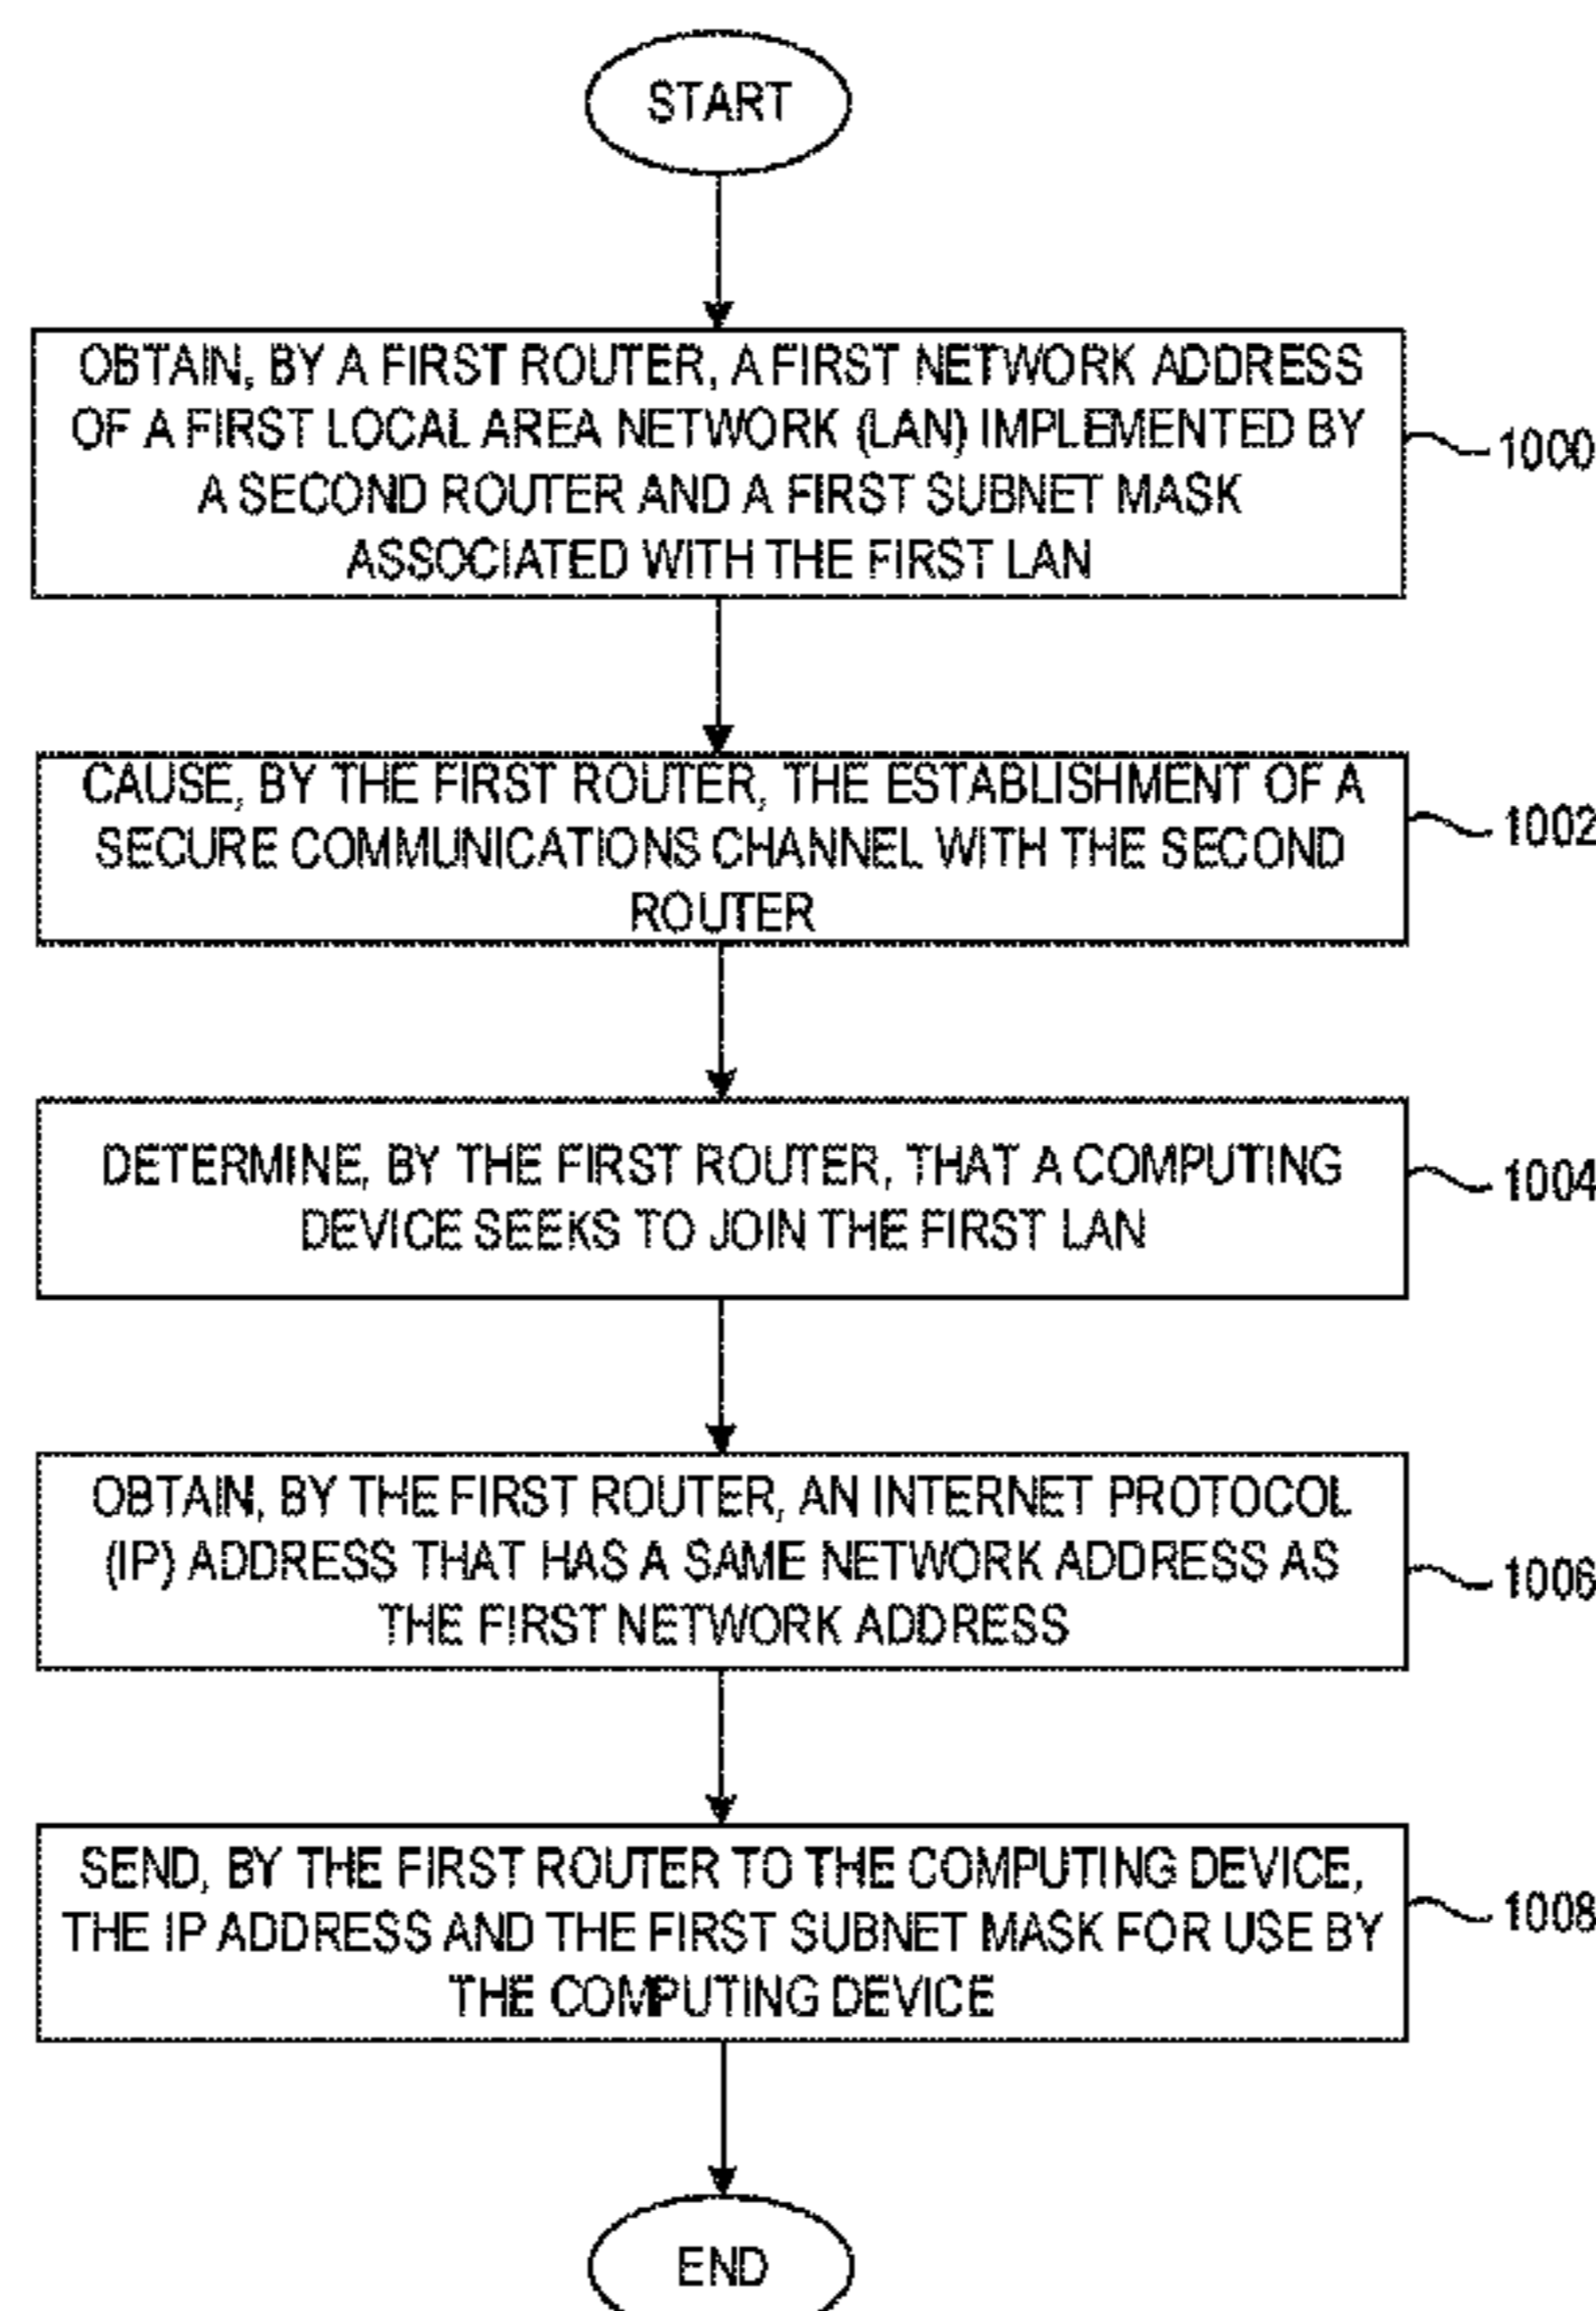 START
OBTAIN, BY A FIRST ROUTER, A FIRST NETWORK ADDRESS
OF A FIRST LOCAL AREA NETWORK (LAN) IMPLEMENTED BY
A SECOND ROUTER AND A FIRST SUBNET MASK
ASSOCIATED WITH THE FIRST LAN
1000
CAUSE, BY THE FIRST ROUTER, THE ESTABLISHMENT OF A
SECURE COMMUNICATIONS CHANNEL WITH THE SECOND
ROUTER
1002
DETERMINE, BY THE FIRST ROUTER, THAT A COMPUTING
DEVICE SEEKS TO JOIN THE FIRST LAN
1004
OBTAIN, BY THE FIRST ROUTER, AN INTERNET PROTOCOL
(IP) ADDRESS THAT HAS A SAME NETWORK ADDRESS AS
THE FIRST NETWORK ADDRESS
1006
SEND, BY THE FIRST ROUTER TO THE COMPUTING DEVICE,
THE IP ADDRESS AND THE FIRST SUBNET MASK FOR USE BY
THE COMPUTING DEVICE
1008
END